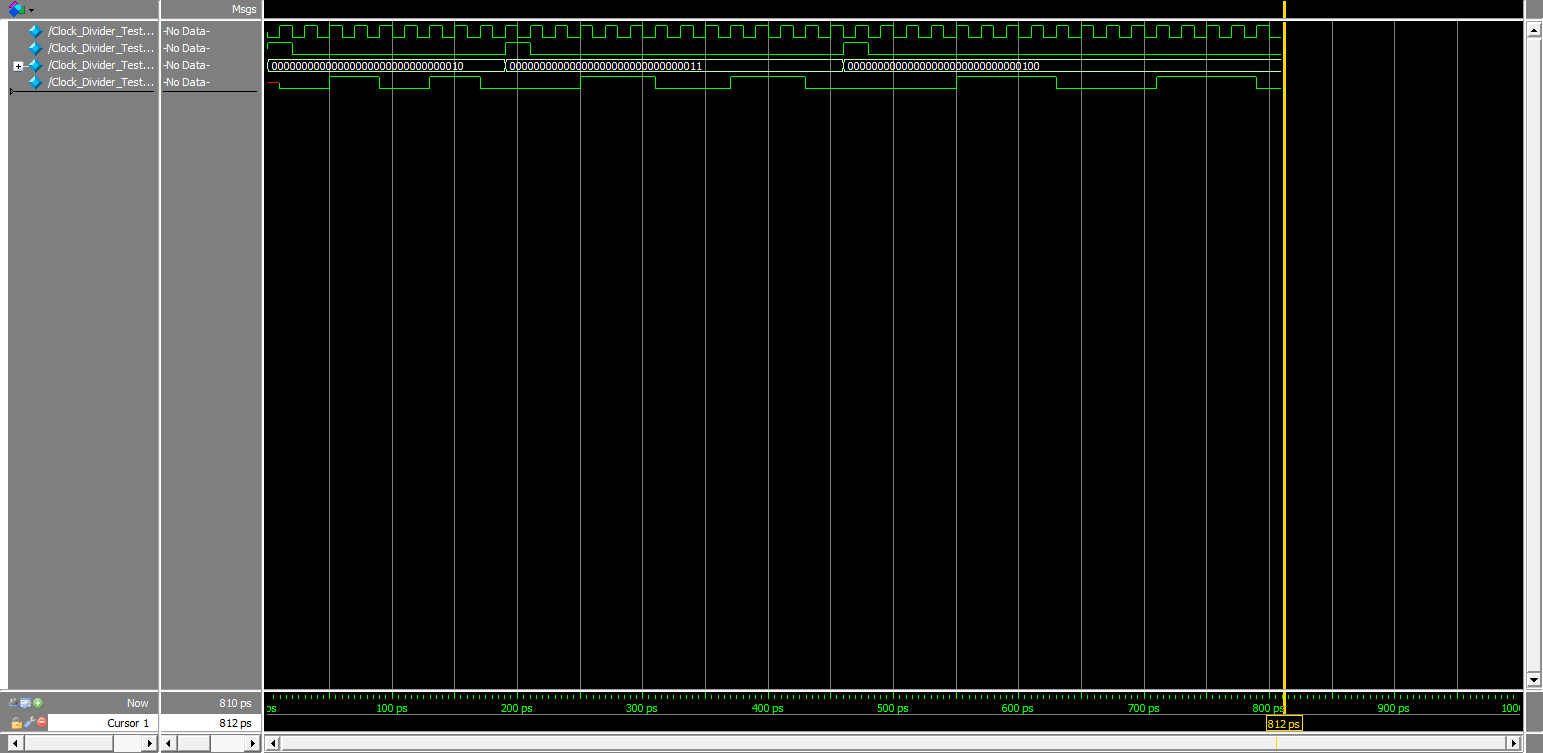 Msgs
/Clock_Divider_Test... -No Data-
/Clock_Divider_Test... -No Data-
/Clock_Divider_Test... -No Data- 00000000000000000000000000000010 00000000000000000000000000000011 00000000000000000000000000000100
/Clock_Divider_Test... -No Data-
Now 810 ps ps 100 ps 200 ps 300 ps 400 ps 500 ps 600 ps 700 ps 800 ps 900 ps
Cursor 1 812 ps 812 ps